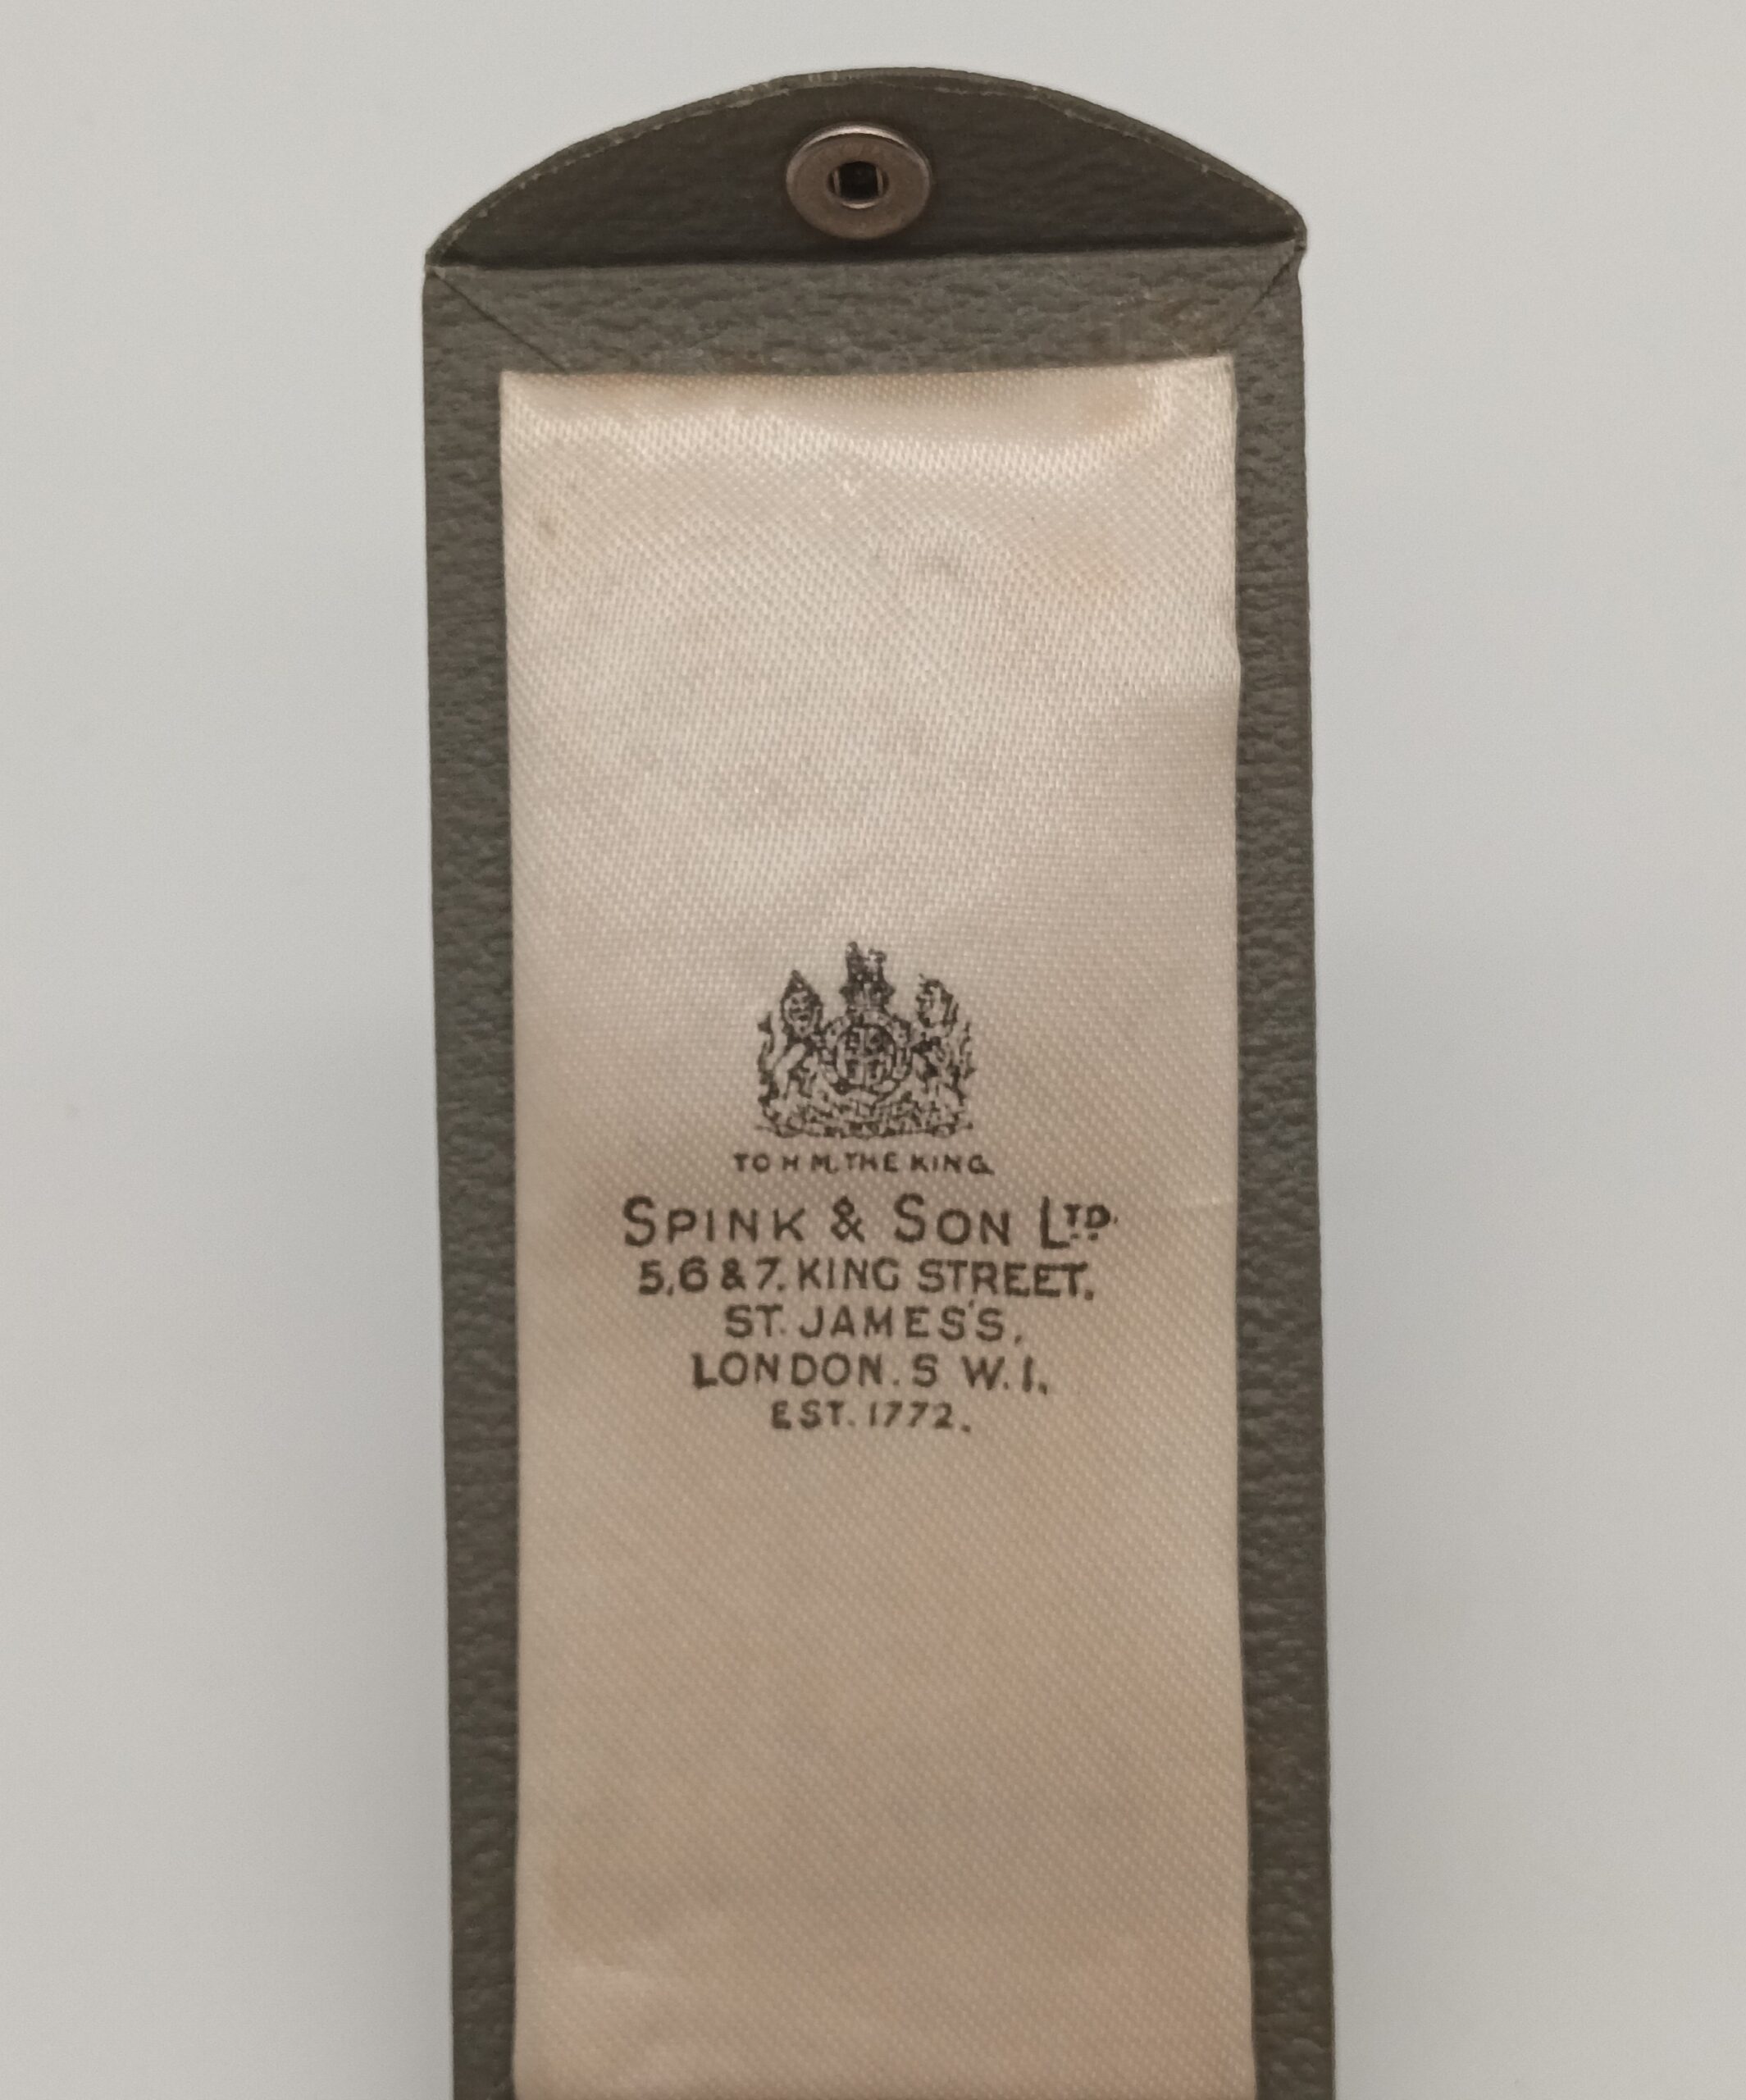 TO H.M. THE KING.
SPINK & SON LTD.
5,6 & 7. KING STREET,
ST. JAMES'S,
LONDON. S W. 1.
EST. 1772.